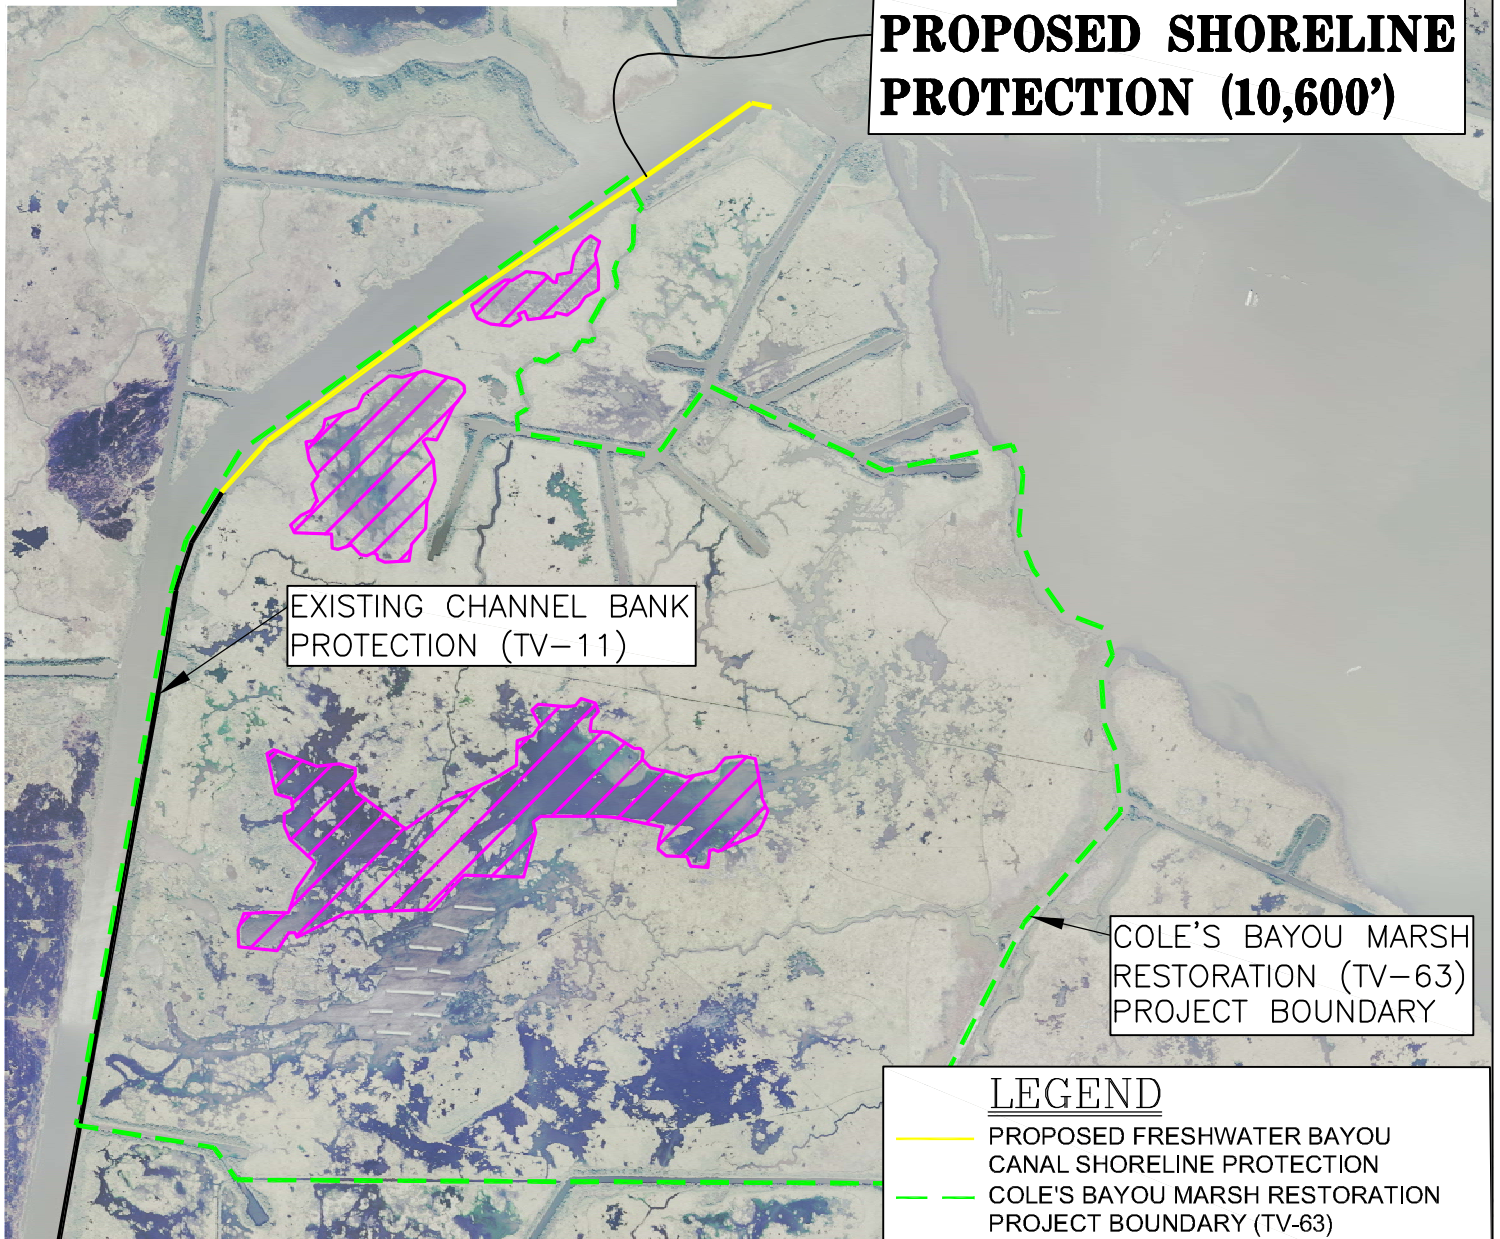 PROPOSED SHORELINE
PROTECTION (10,600’)
EXISTING CHANNEL BANK
PROTECTION (TV-11)
COLE'S BAYOU MARSH
RESTORATION (TV-63)
PROJECT BOUNDARY
LEGEND
PROPOSED FRESHWATER BAYOU
CANAL SHORELINE PROTECTION
COLE'S BAYOU MARSH RESTORATION
PROJECT BOUNDARY (TV-63)